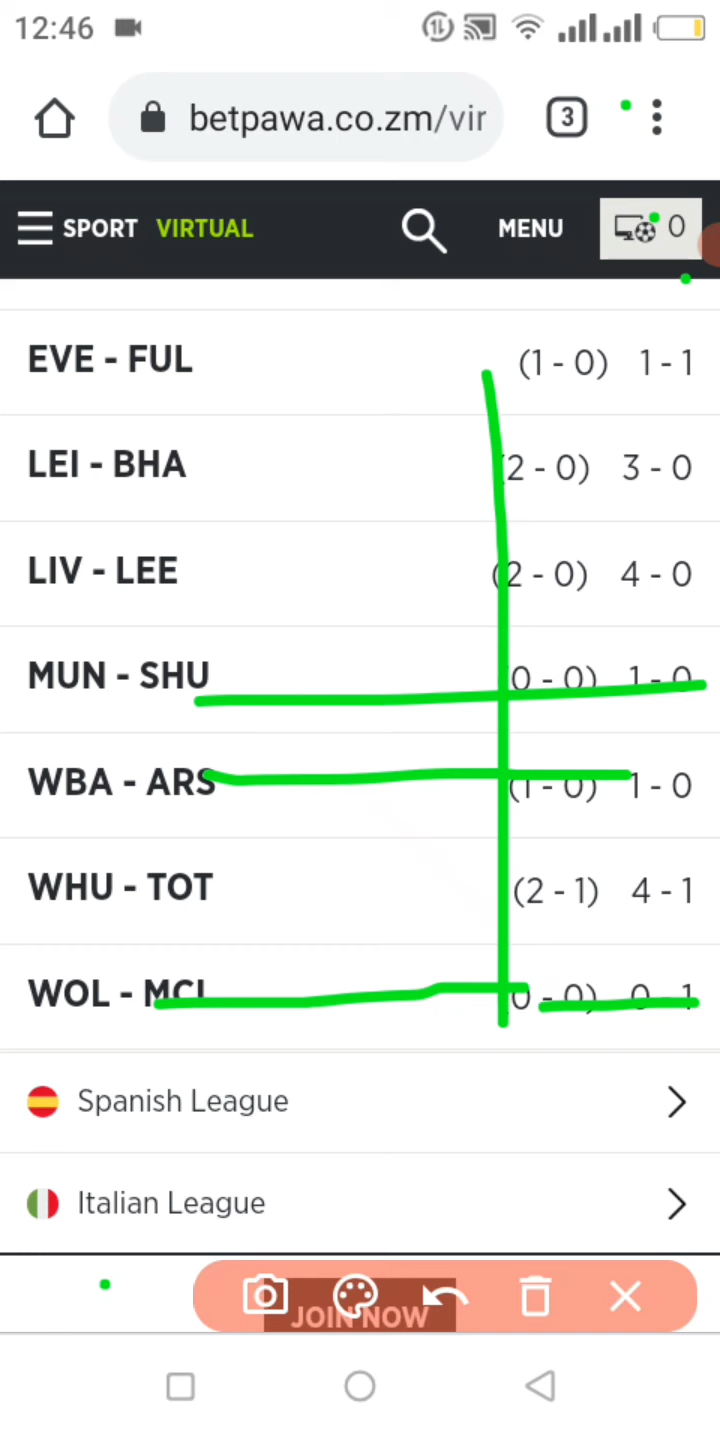 12:46
betpawa.co.zm/vir
3
SPORT VIRTUAL MENU 0
EVE - FUL (1 - 0) 1 - 1
LEI - BHA (2 - 0) 3 - 0
LIV - LEE (2 - 0) 4 - 0
MUN - SHU (0 - 0) 1 - 0
WBA - ARS (1 - 0) 1 - 0
WHU - TOT (2 - 1) 4 - 1
WOL - MCI (0 - 0) 0 - 1
Spanish League
Italian League
JOIN NOW